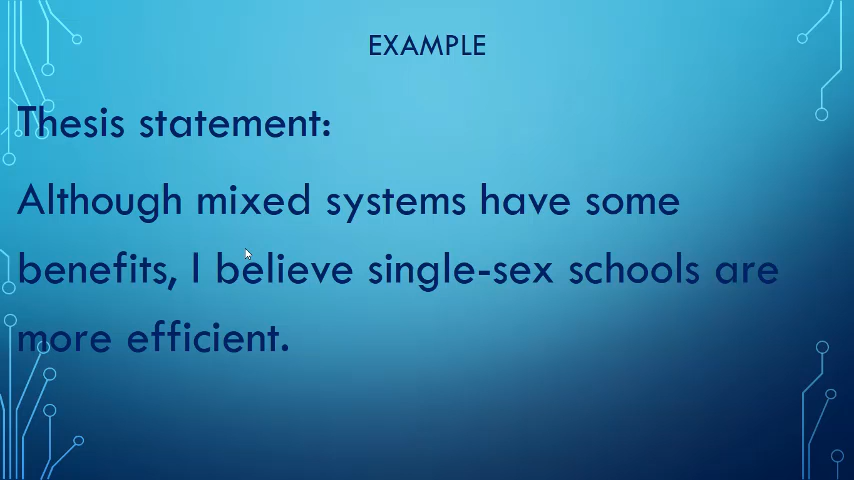 EXAMPLE
Thesis statement:
Although mixed systems have some
benefits, I believe single-sex schools are
more efficient.